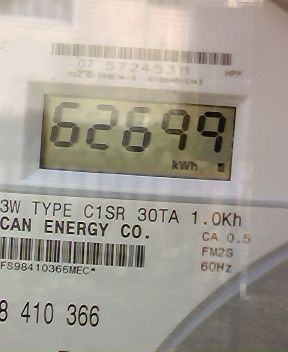 07 57245311
HPP
62699
kWh
3W TYPE C1SR 30TA 1.0Kh
CAN ENERGY CO.
CA 0.5
FM2S
60Hz
FS98410366MEC*
8 410 366